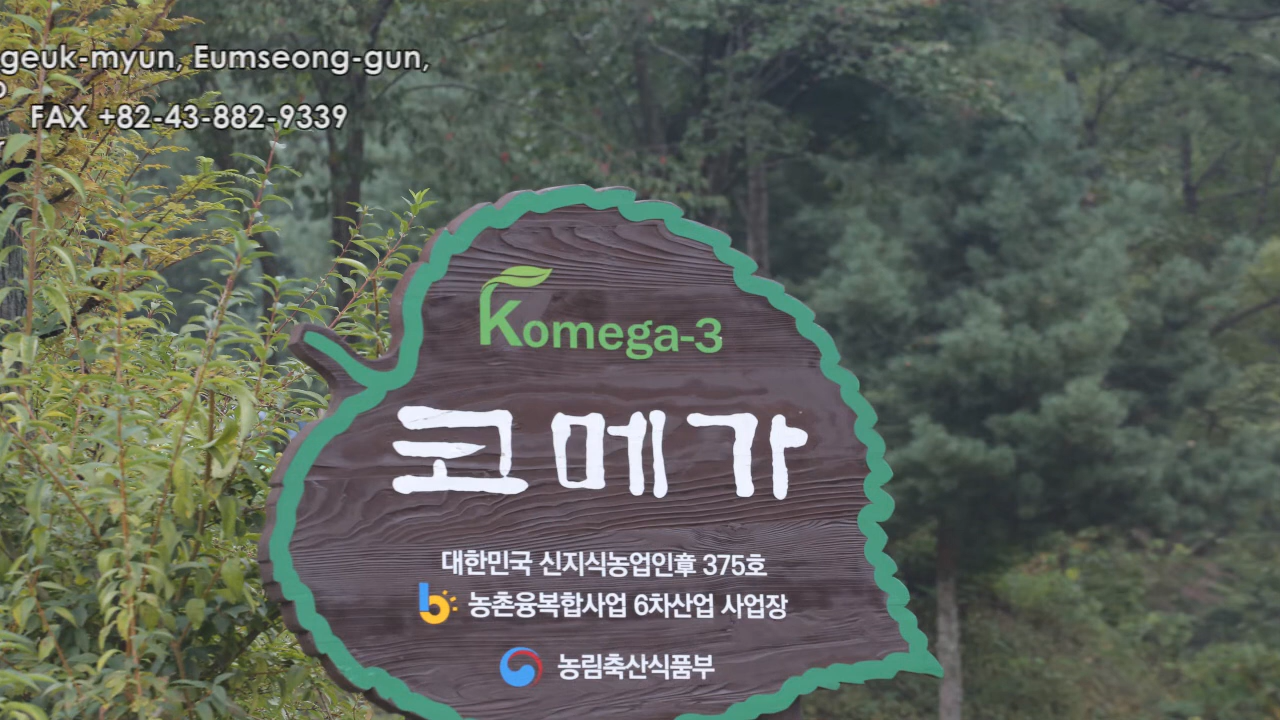 geuk-myun, Eumseong-gun,
FAX +82-43-882-9339
Komega-3
코메가
대한민국 신지식농업인章 375호
농촌융복합사업 6차산업 사업장
농림축산식품부